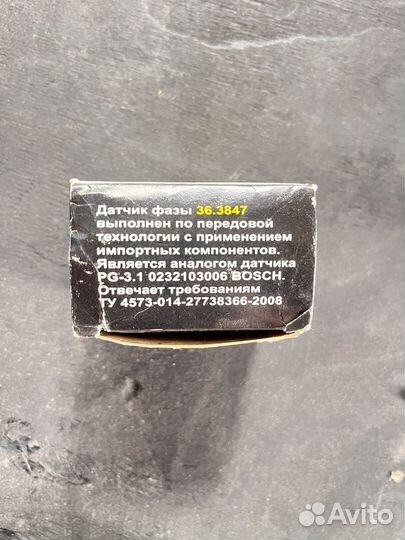 Датчик фазы 36.3847
выполнен по передовой
технологии с применением
импортных компонентов.
Является аналогом датчика
PG-3.1 0232103006 BOSCH.
Отвечает требованиям
ТУ 4573-014-27738366-2008
Avito